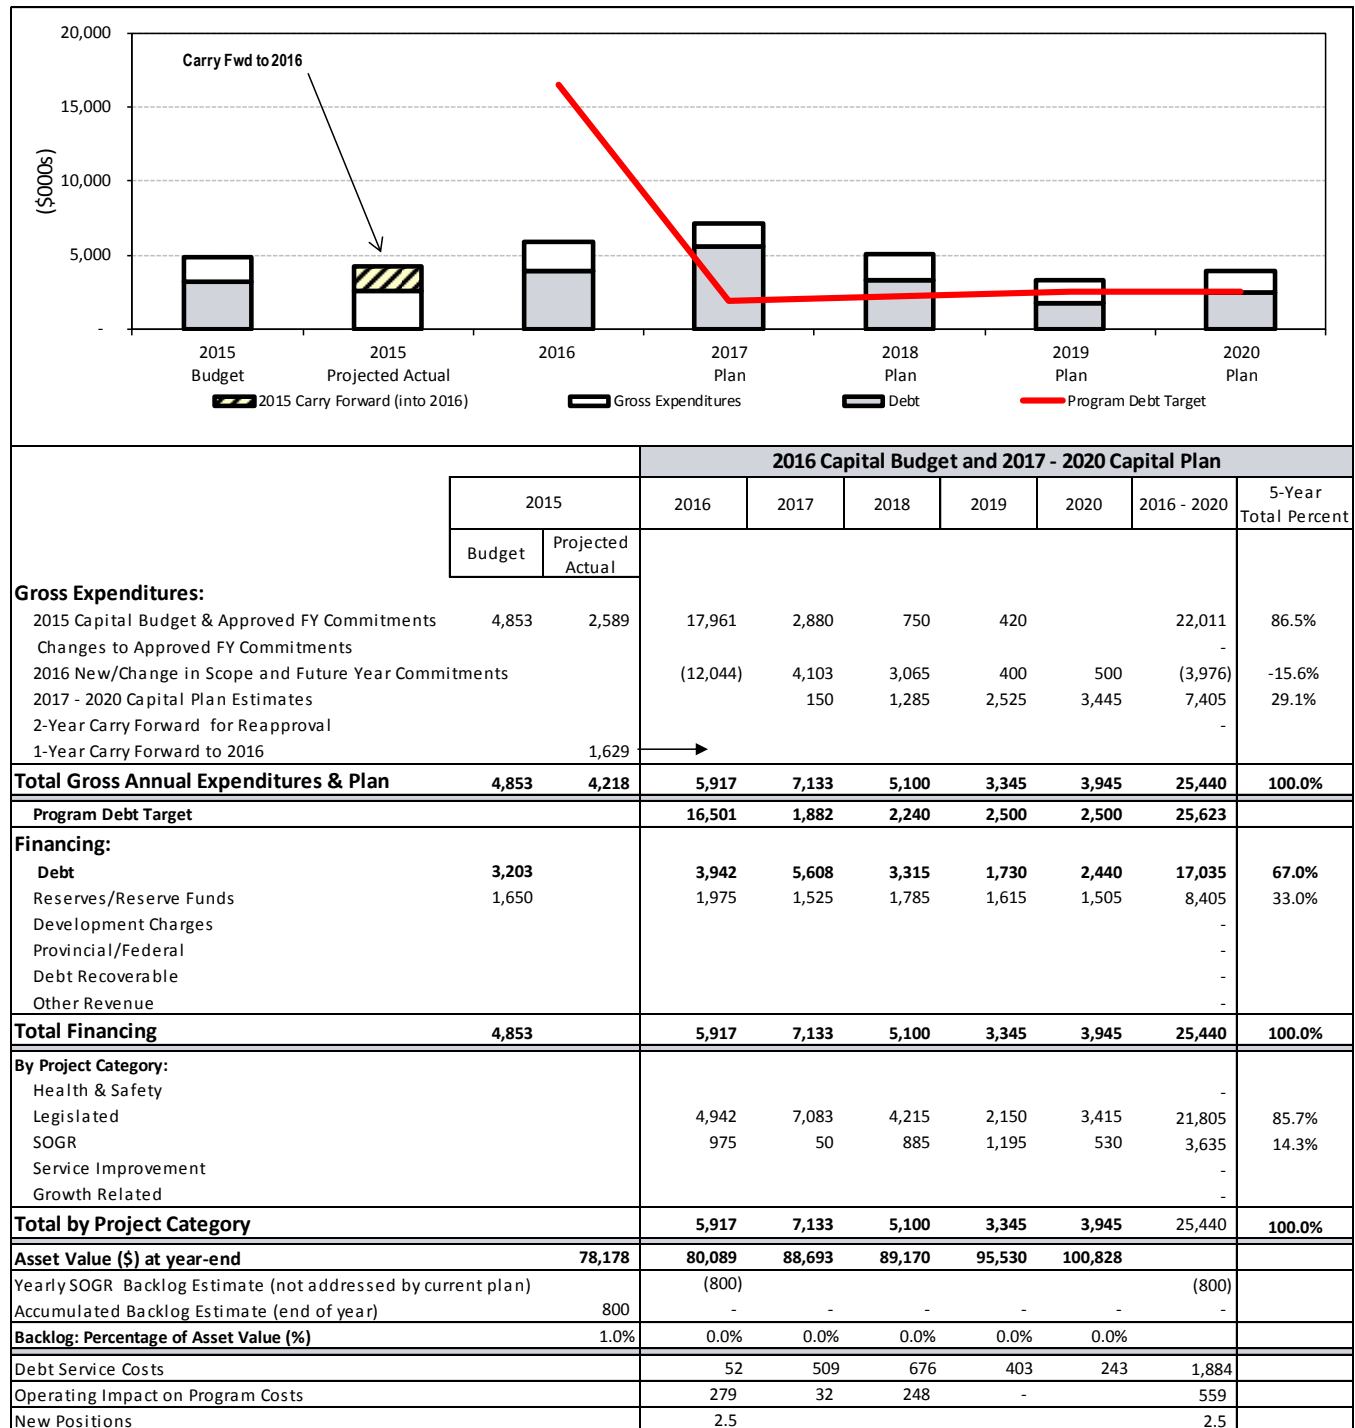 20,000
Carry Fwd to 2016
15,000
($000s)
10,000
5,000
-
2015 2015 2016 2017 2018 2019 2020
Budget Projected Actual Plan Plan Plan Plan
2015 Carry Forward (into 2016) Gross Expenditures Debt Program Debt Target
2016 Capital Budget and 2017 - 2020 Capital Plan
2015 2016 2017 2018 2019 2020 2016 - 2020 5-Year Total Percent
Budget Projected Actual
Gross Expenditures:
2015 Capital Budget & Approved FY Commitments 4,853 2,589 17,961 2,880 750 420 22,011 86.5%
Changes to Approved FY Commitments -
2016 New/Change in Scope and Future Year Commitments (12,044) 4,103 3,065 400 500 (3,976) -15.6%
2017 - 2020 Capital Plan Estimates 150 1,285 2,525 3,445 7,405 29.1%
2-Year Carry Forward for Reapproval -
1-Year Carry Forward to 2016 1,629
Total Gross Annual Expenditures & Plan 4,853 4,218 5,917 7,133 5,100 3,345 3,945 25,440 100.0%
Program Debt Target 16,501 1,882 2,240 2,500 2,500 25,623
Financing:
Debt 3,203 3,942 5,608 3,315 1,730 2,440 17,035 67.0%
Reserves/Reserve Funds 1,650 1,975 1,525 1,785 1,615 1,505 8,405 33.0%
Development Charges -
Provincial/Federal -
Debt Recoverable -
Other Revenue -
Total Financing 4,853 5,917 7,133 5,100 3,345 3,945 25,440 100.0%
By Project Category:
Health & Safety -
Legislated 4,942 7,083 4,215 2,150 3,415 21,805 85.7%
SOGR 975 50 885 1,195 530 3,635 14.3%
Service Improvement -
Growth Related -
Total by Project Category 5,917 7,133 5,100 3,345 3,945 25,440 100.0%
Asset Value ($) at year-end 78,178 80,089 88,693 89,170 95,530 100,828
Yearly SOGR Backlog Estimate (not addressed by current plan) (800) (800)
Accumulated Backlog Estimate (end of year) 800 - - - - - -
Backlog: Percentage of Asset Value (%) 1.0% 0.0% 0.0% 0.0% 0.0% 0.0%
Debt Service Costs 52 509 676 403 243 1,884
Operating Impact on Program Costs 279 32 248 - 559
New Positions 2.5 2.5